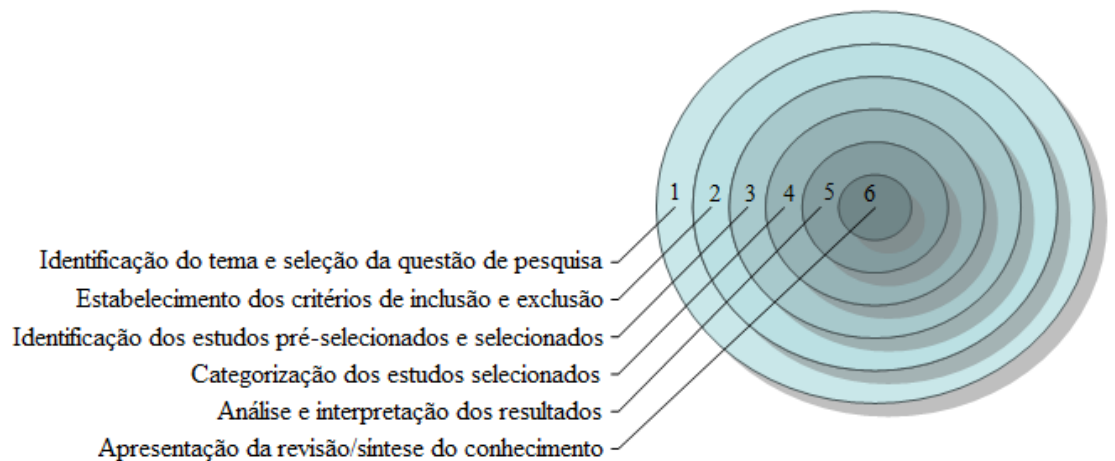 1 2 3 4 5 6
Identificação do tema e seleção da questão de pesquisa
Estabelecimento dos critérios de inclusão e exclusão
Identificação dos estudos pré-selecionados e selecionados
Categorização dos estudos selecionados
Análise e interpretação dos resultados
Apresentação da revisão/síntese do conhecimento